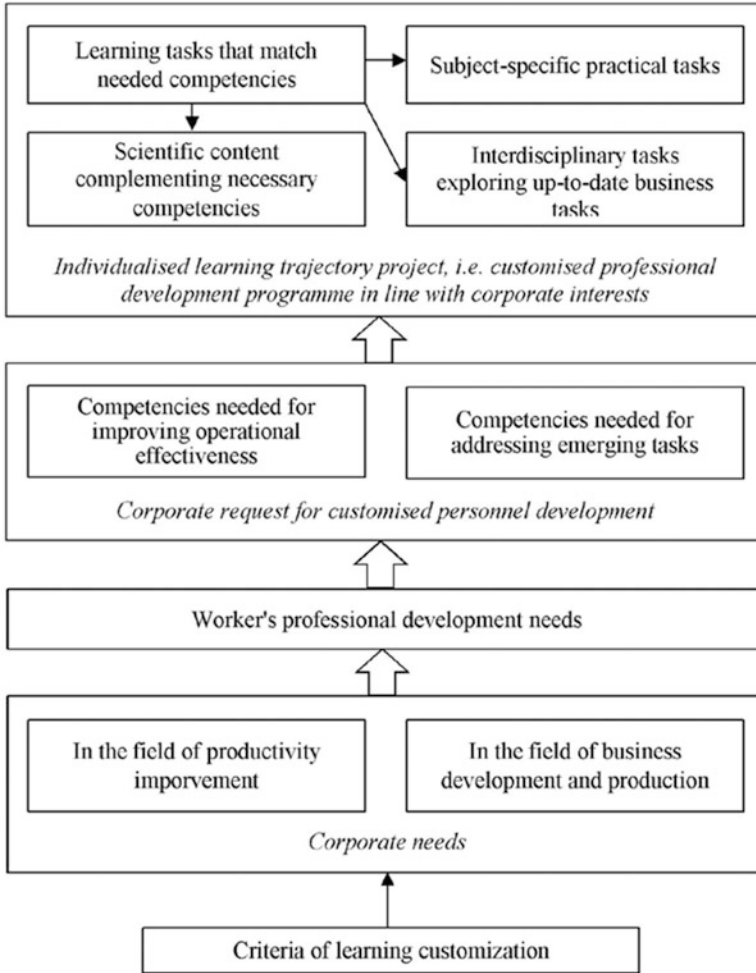 Learning tasks that match
needed competencies
Subject-specific practical tasks
Scientific content
complementing necessary
competencies
Interdisciplinary tasks
exploring up-to-date business
tasks
Individualised learning trajectory project, i.e. customised professional
development programme in line with corporate interests
Competencies needed for
improving operational
effectiveness
Competencies needed for
addressing emerging tasks
Corporate request for customised personnel development
Worker's professional development needs
In the field of productivity
imporvement
In the field of business
development and production
Corporate needs
Criteria of learning customization